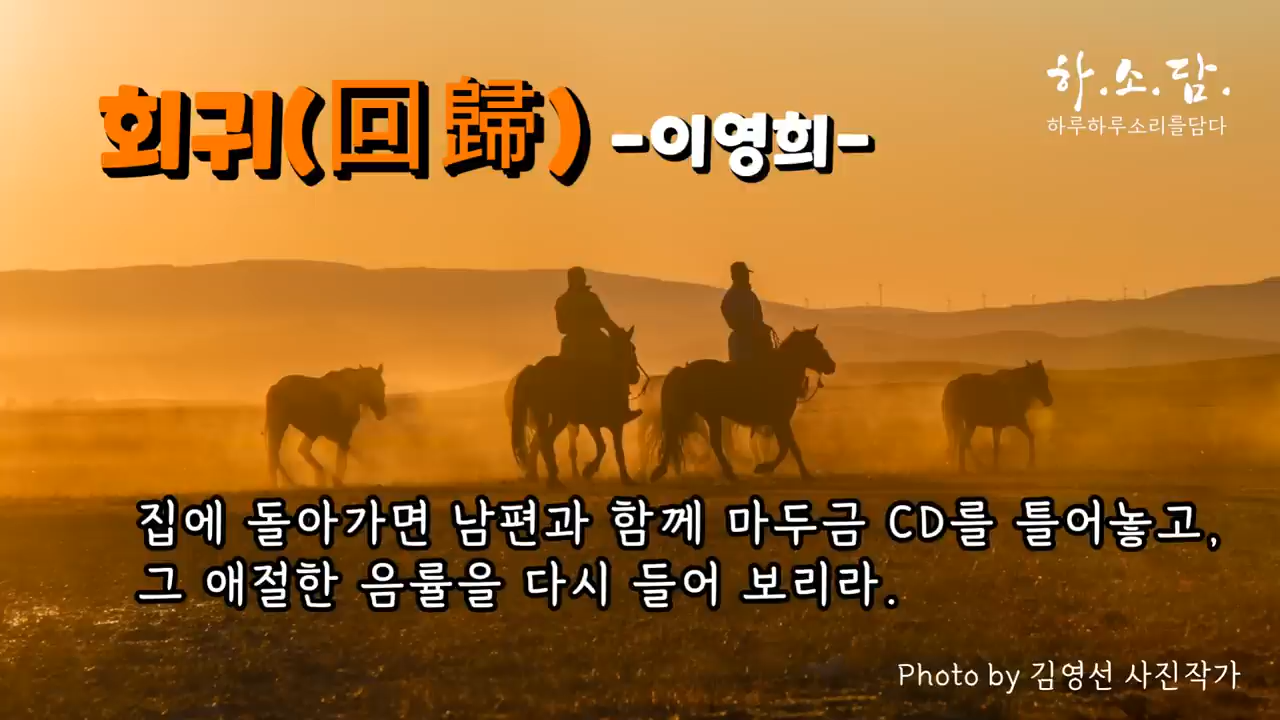 회귀(回歸) -이영희-
하.소.담.
하루하루소리를담다
집에 돌아가면 남편과 함께 마두금 CD를 틀어놓고,
그 애절한 음률을 다시 들어 보리라.
Photo by 김영선 사진작가